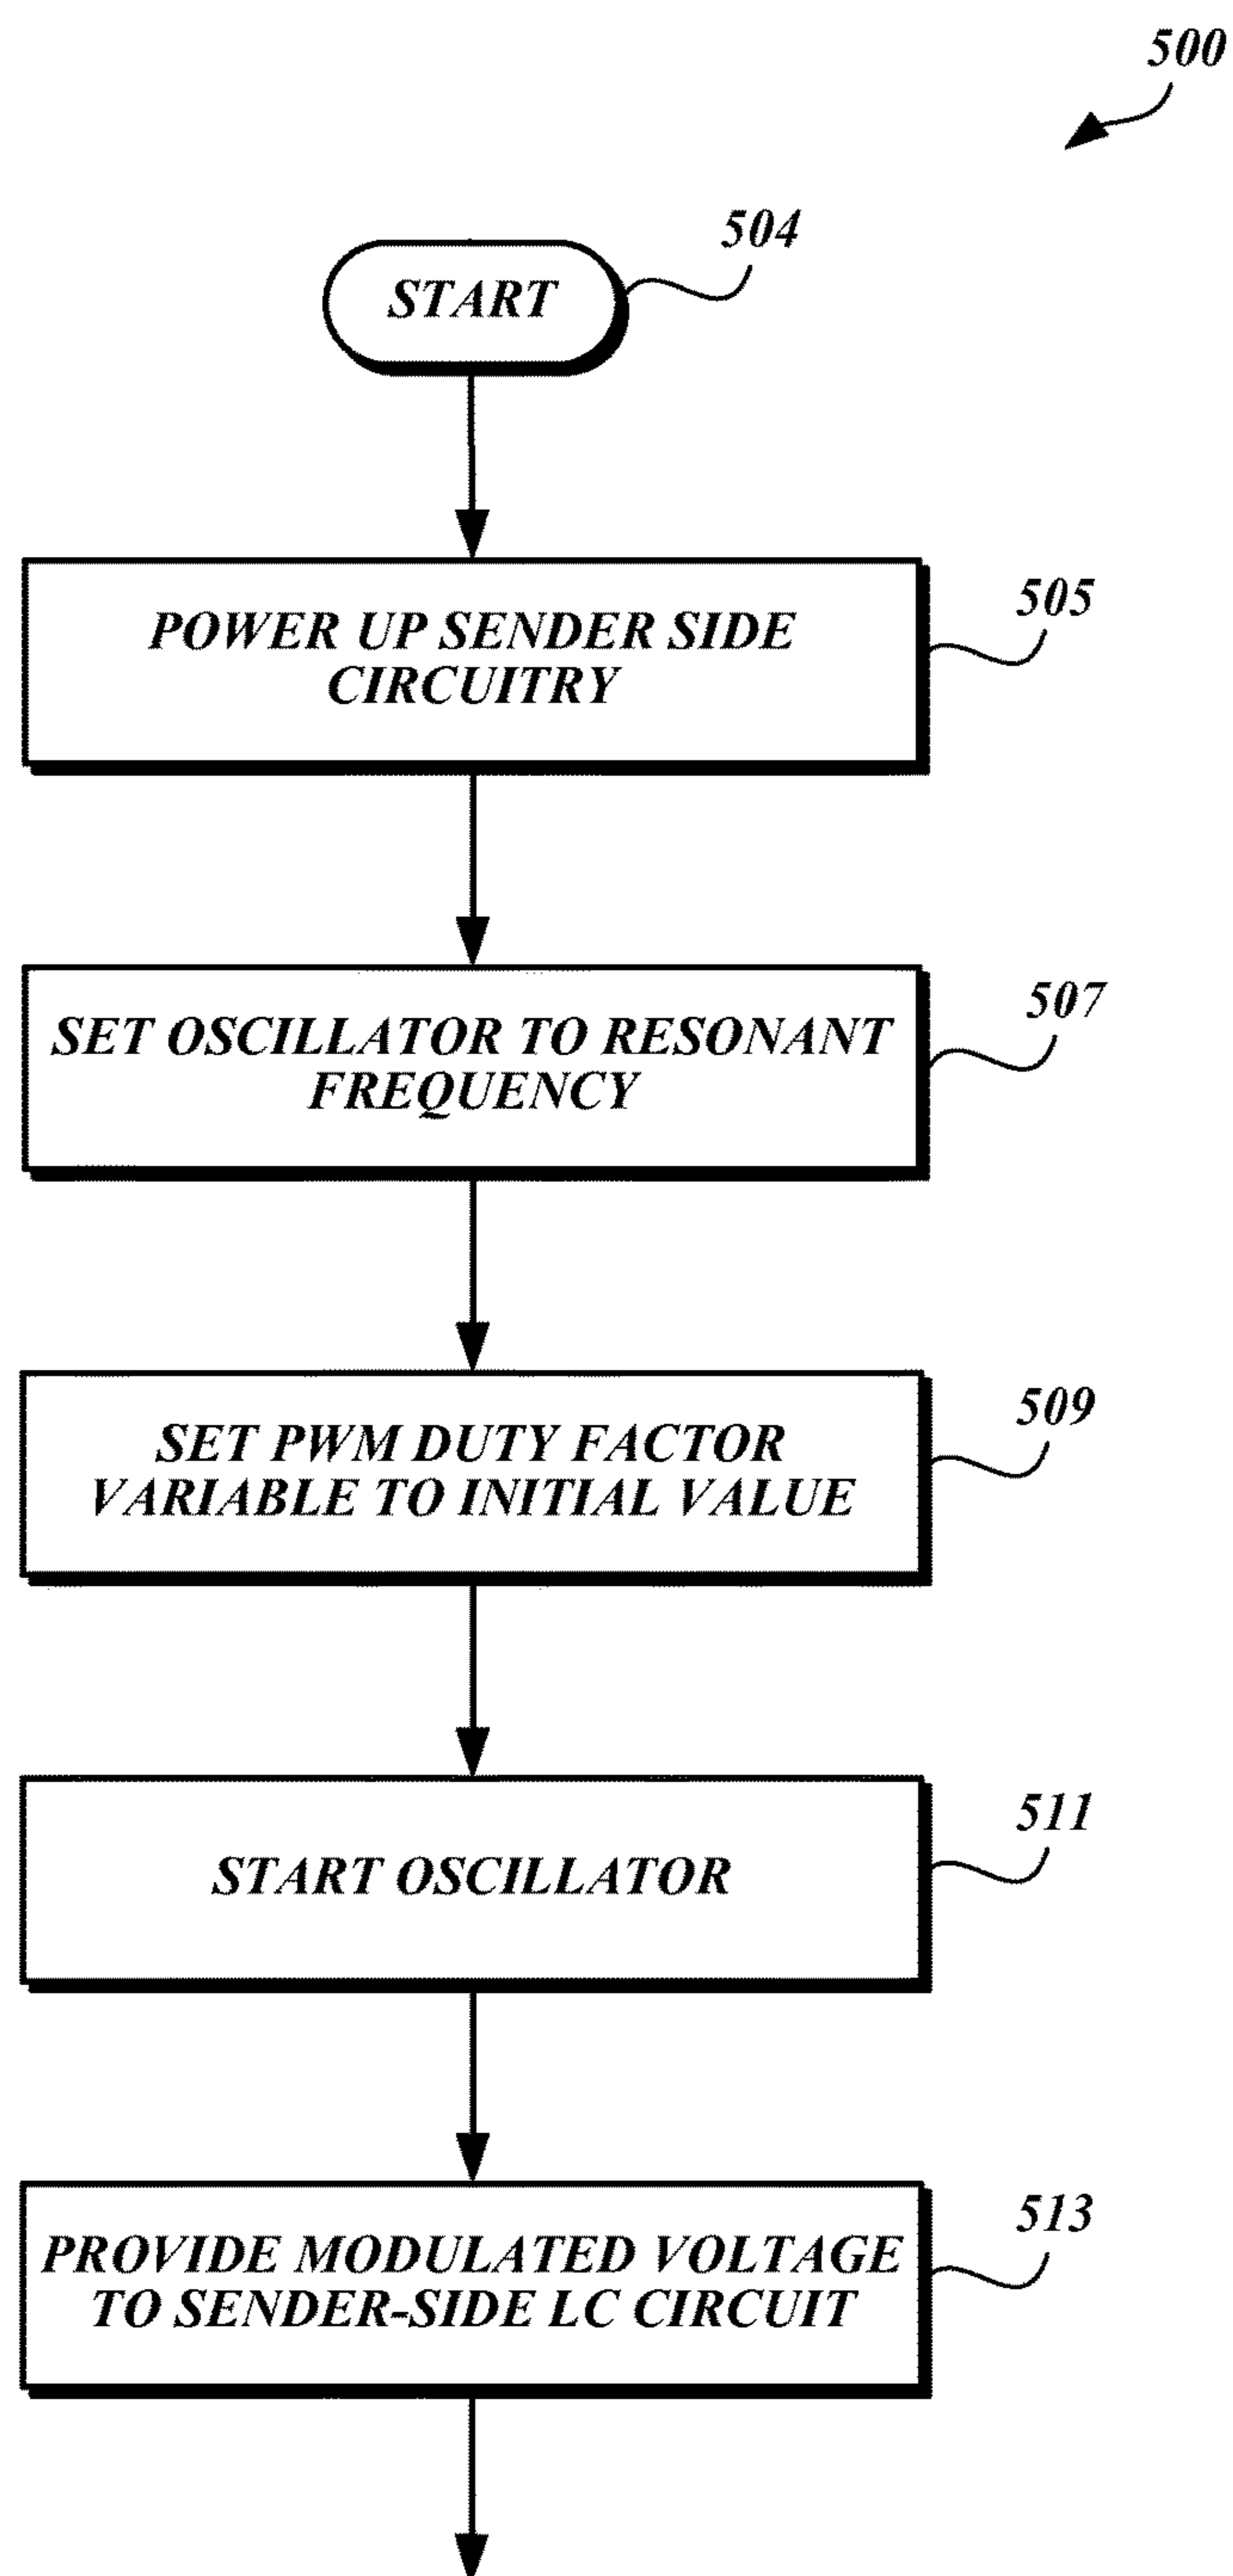 500
504
START
505
POWER UP SENDER SIDE
CIRCUITRY
507
SET OSCILLATOR TO RESONANT
FREQUENCY
509
SET PWM DUTY FACTOR
VARIABLE TO INITIAL VALUE
511
START OSCILLATOR
513
PROVIDE MODULATED VOLTAGE
TO SENDER-SIDE LC CIRCUIT